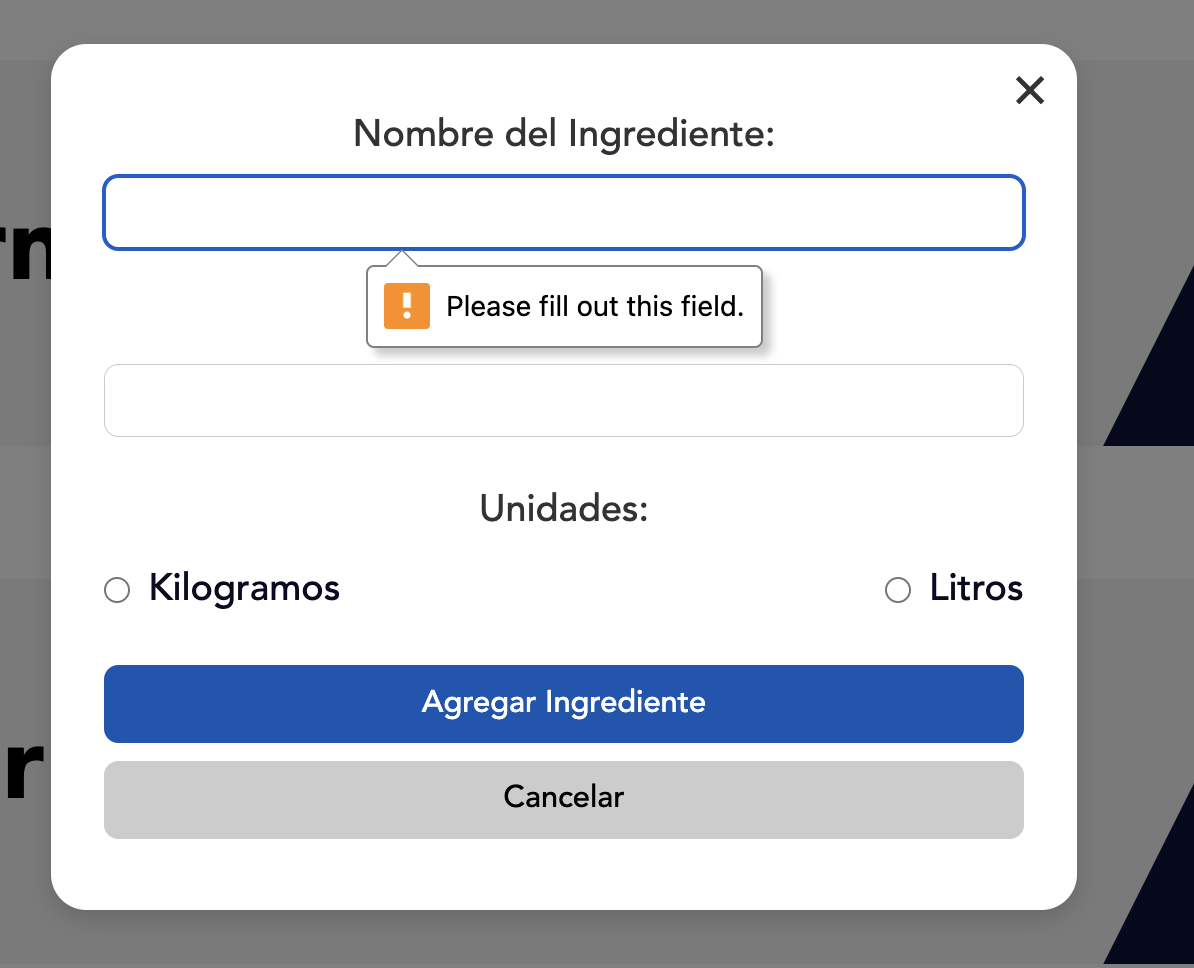 Nombre del Ingrediente:
Please fill out this field.
Unidades:
Kilogramos
Litros
Agregar Ingrediente
Cancelar